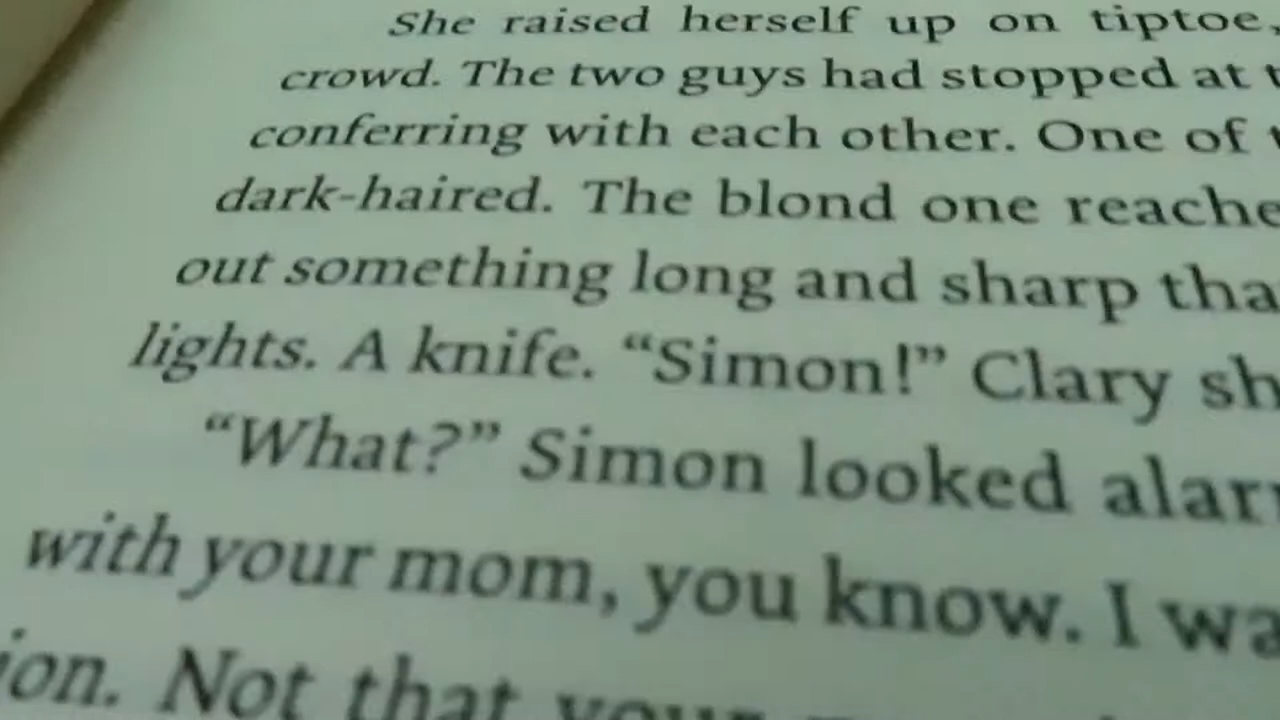 She raised herself up on tiptoe,
crowd. The two guys had stopped at
conferring with each other. One of
dark-haired. The blond one reache
out something long and sharp tha
lights. A knife. “Simon!” Clary sh
“What?” Simon looked alar
with your mom, you know. I wa
ion. Not that your